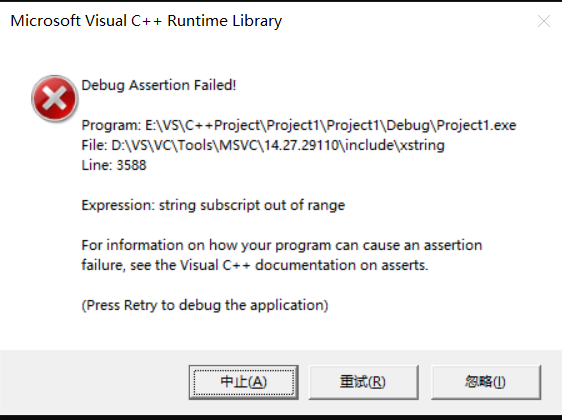 Microsoft Visual C++ Runtime Library
Debug Assertion Failed!
Program: E:\VS\C++Project\Project1\Project1\Debug\Project1.exe
File: D:\VS\VC\Tools\MSVC\14.27.29110\include\xstring
Line: 3588
Expression: string subscript out of range
For information on how your program can cause an assertion
failure, see the Visual C++ documentation on asserts.
(Press Retry to debug the application)
中止(A) 重试(R) 忽略(I)